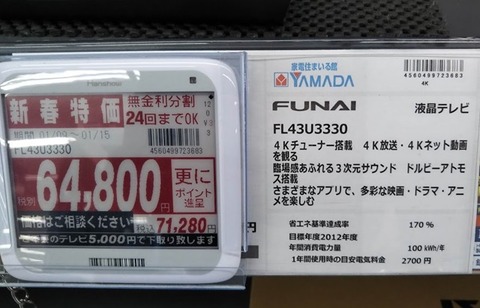 Hanshow
新春特価
無金利分割
24回までOK
期間:01/09～01/15
FL43U3330
4560499723883
税別
64,800円
更に
ポイント
進呈
価格はご相談ください
税込
71,280円
のテレビ5,000円で下取り致します
家電住まいる館
YAMADA
4560499723883
4K
FUNAI
液晶テレビ
FL43U3330
4Kチューナー搭載 4K放送・4Kネット動画
を観る
臨場感あふれる3次元サウンド ドルビーアトモ
ス搭載
さまざまなアプリで、多彩な映画・ドラマ・アニ
メを楽しむ
省エネ基準達成率 170 %
目標年度2012年度
年間消費電力量 100 kWh/年
1年間使用時の目安電気料金 2700 円